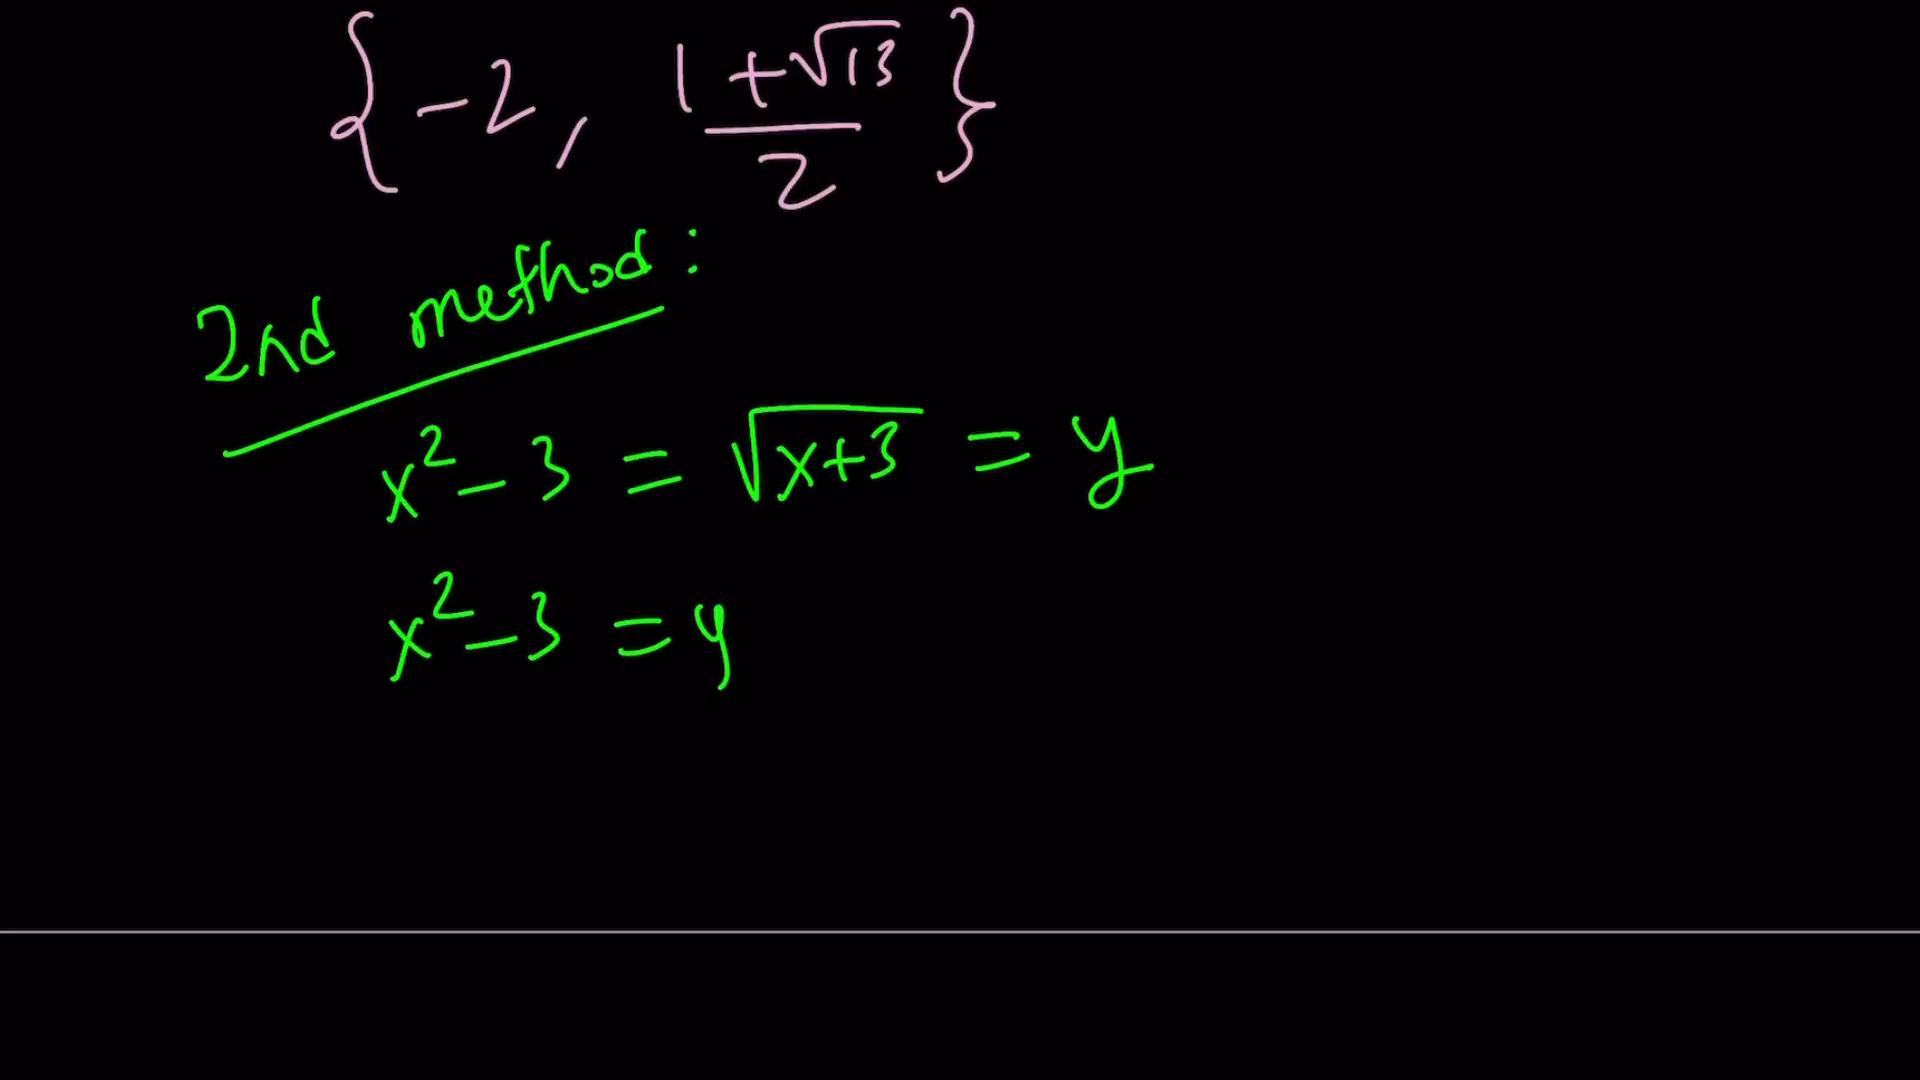 {-2, (1+√13)/2}
2nd method:
x²-3 = √(x+3) = y
x²-3 = y